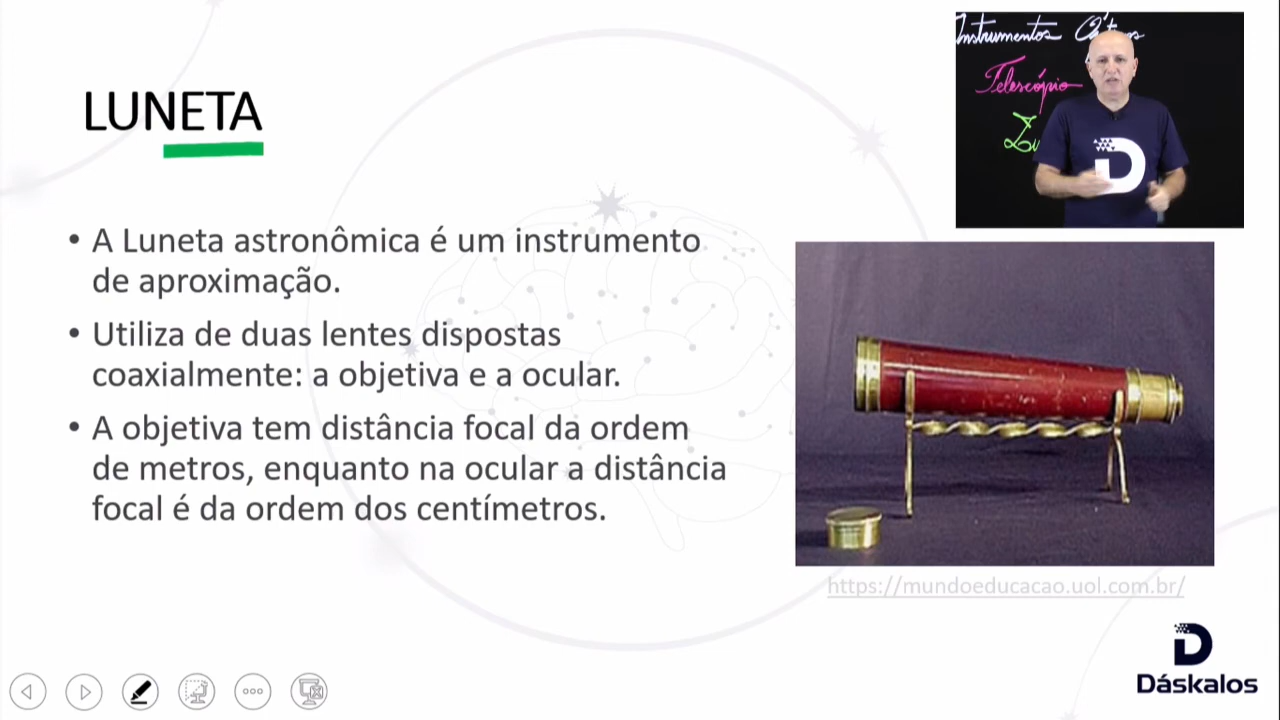 Instrumentos
Telescópio
LUNETA
• A Luneta astronômica é um instrumento
de aproximação.
• Utiliza de duas lentes dispostas
coaxialmente: a objetiva e a ocular.
• A objetiva tem distância focal da ordem
de metros, enquanto na ocular a distância
focal é da ordem dos centímetros.
https://mundoeducacao.uol.com.br/
D
Dáskalos